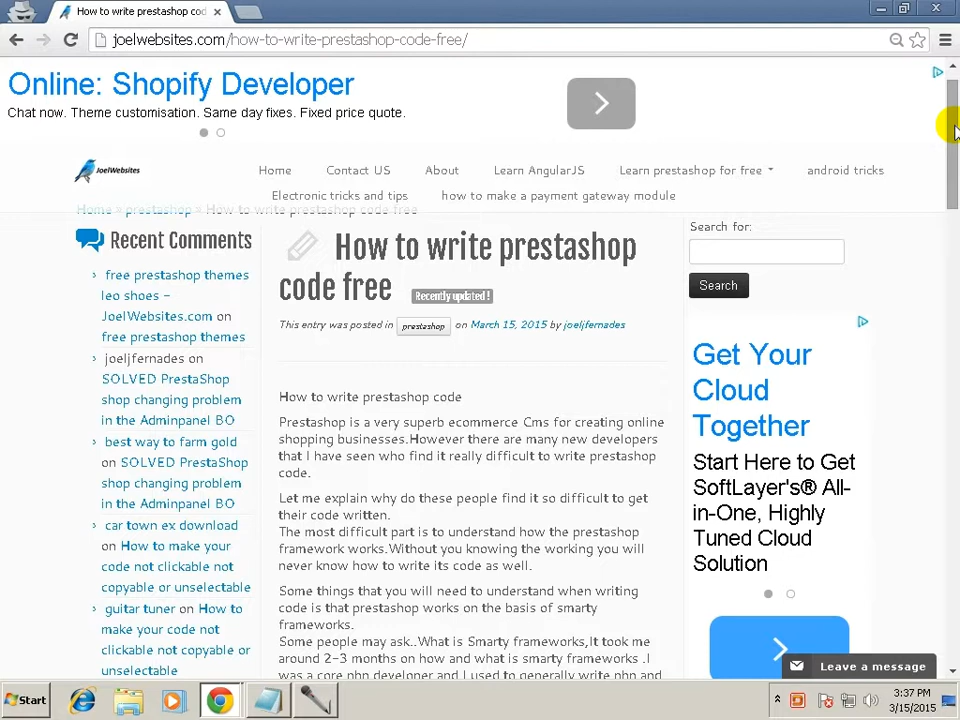 How to write prestashop cod
joelwebsites.com/how-to-write-prestashop-code-free/
Online: Shopify Developer
Chat now. Theme customisation. Same day fixes. Fixed price quote.
JoelWebsites
Home
Contact US
About
Learn AngularJS
Learn prestashop for free
android tricks
Electronic tricks and tips
how to make a payment gateway module
Home » prestashop » How to write prestashop code free
Recent Comments
free prestashop themes
leo shoes –
JoelWebsites.com on
free prestashop themes
joeljfernades on
SOLVED PrestaShop
shop changing problem
in the Adminpanel BO
best way to farm gold
on SOLVED PrestaShop
shop changing problem
in the Adminpanel BO
car town ex download
on How to make your
code not clickable not
copyable or unselectable
guitar tuner on How to
make your code not
clickable not copyable or
unselectable
How to write prestashop
code free Recently updated !
This entry was posted in prestashop on March 15, 2015 by joeljfernades
How to write prestashop code
Prestashop is a very superb ecommerce Cms for creating online
shopping businesses.However there are many new developers
that I have seen who find it really difficult to write prestashop
code.
Let me explain why do these people find it so difficult to get
their code written.
The most difficult part is to understand how the prestashop
framework works.Without you knowing the working you will
never know how to write its code as well.
Some things that you will need to understand when writing
code is that prestashop works on the basis of smarty
frameworks.
Some people may ask..What is Smarty frameworks,It took me
around 2-3 months on how and what is smarty frameworks .I
was a core php developer and I used to generally write php and
Search for:
Search
Get Your
Cloud
Together
Start Here to Get
SoftLayer's® All-
in-One, Highly
Tuned Cloud
Solution
Leave a message
Start
3:37 PM
3/15/2015